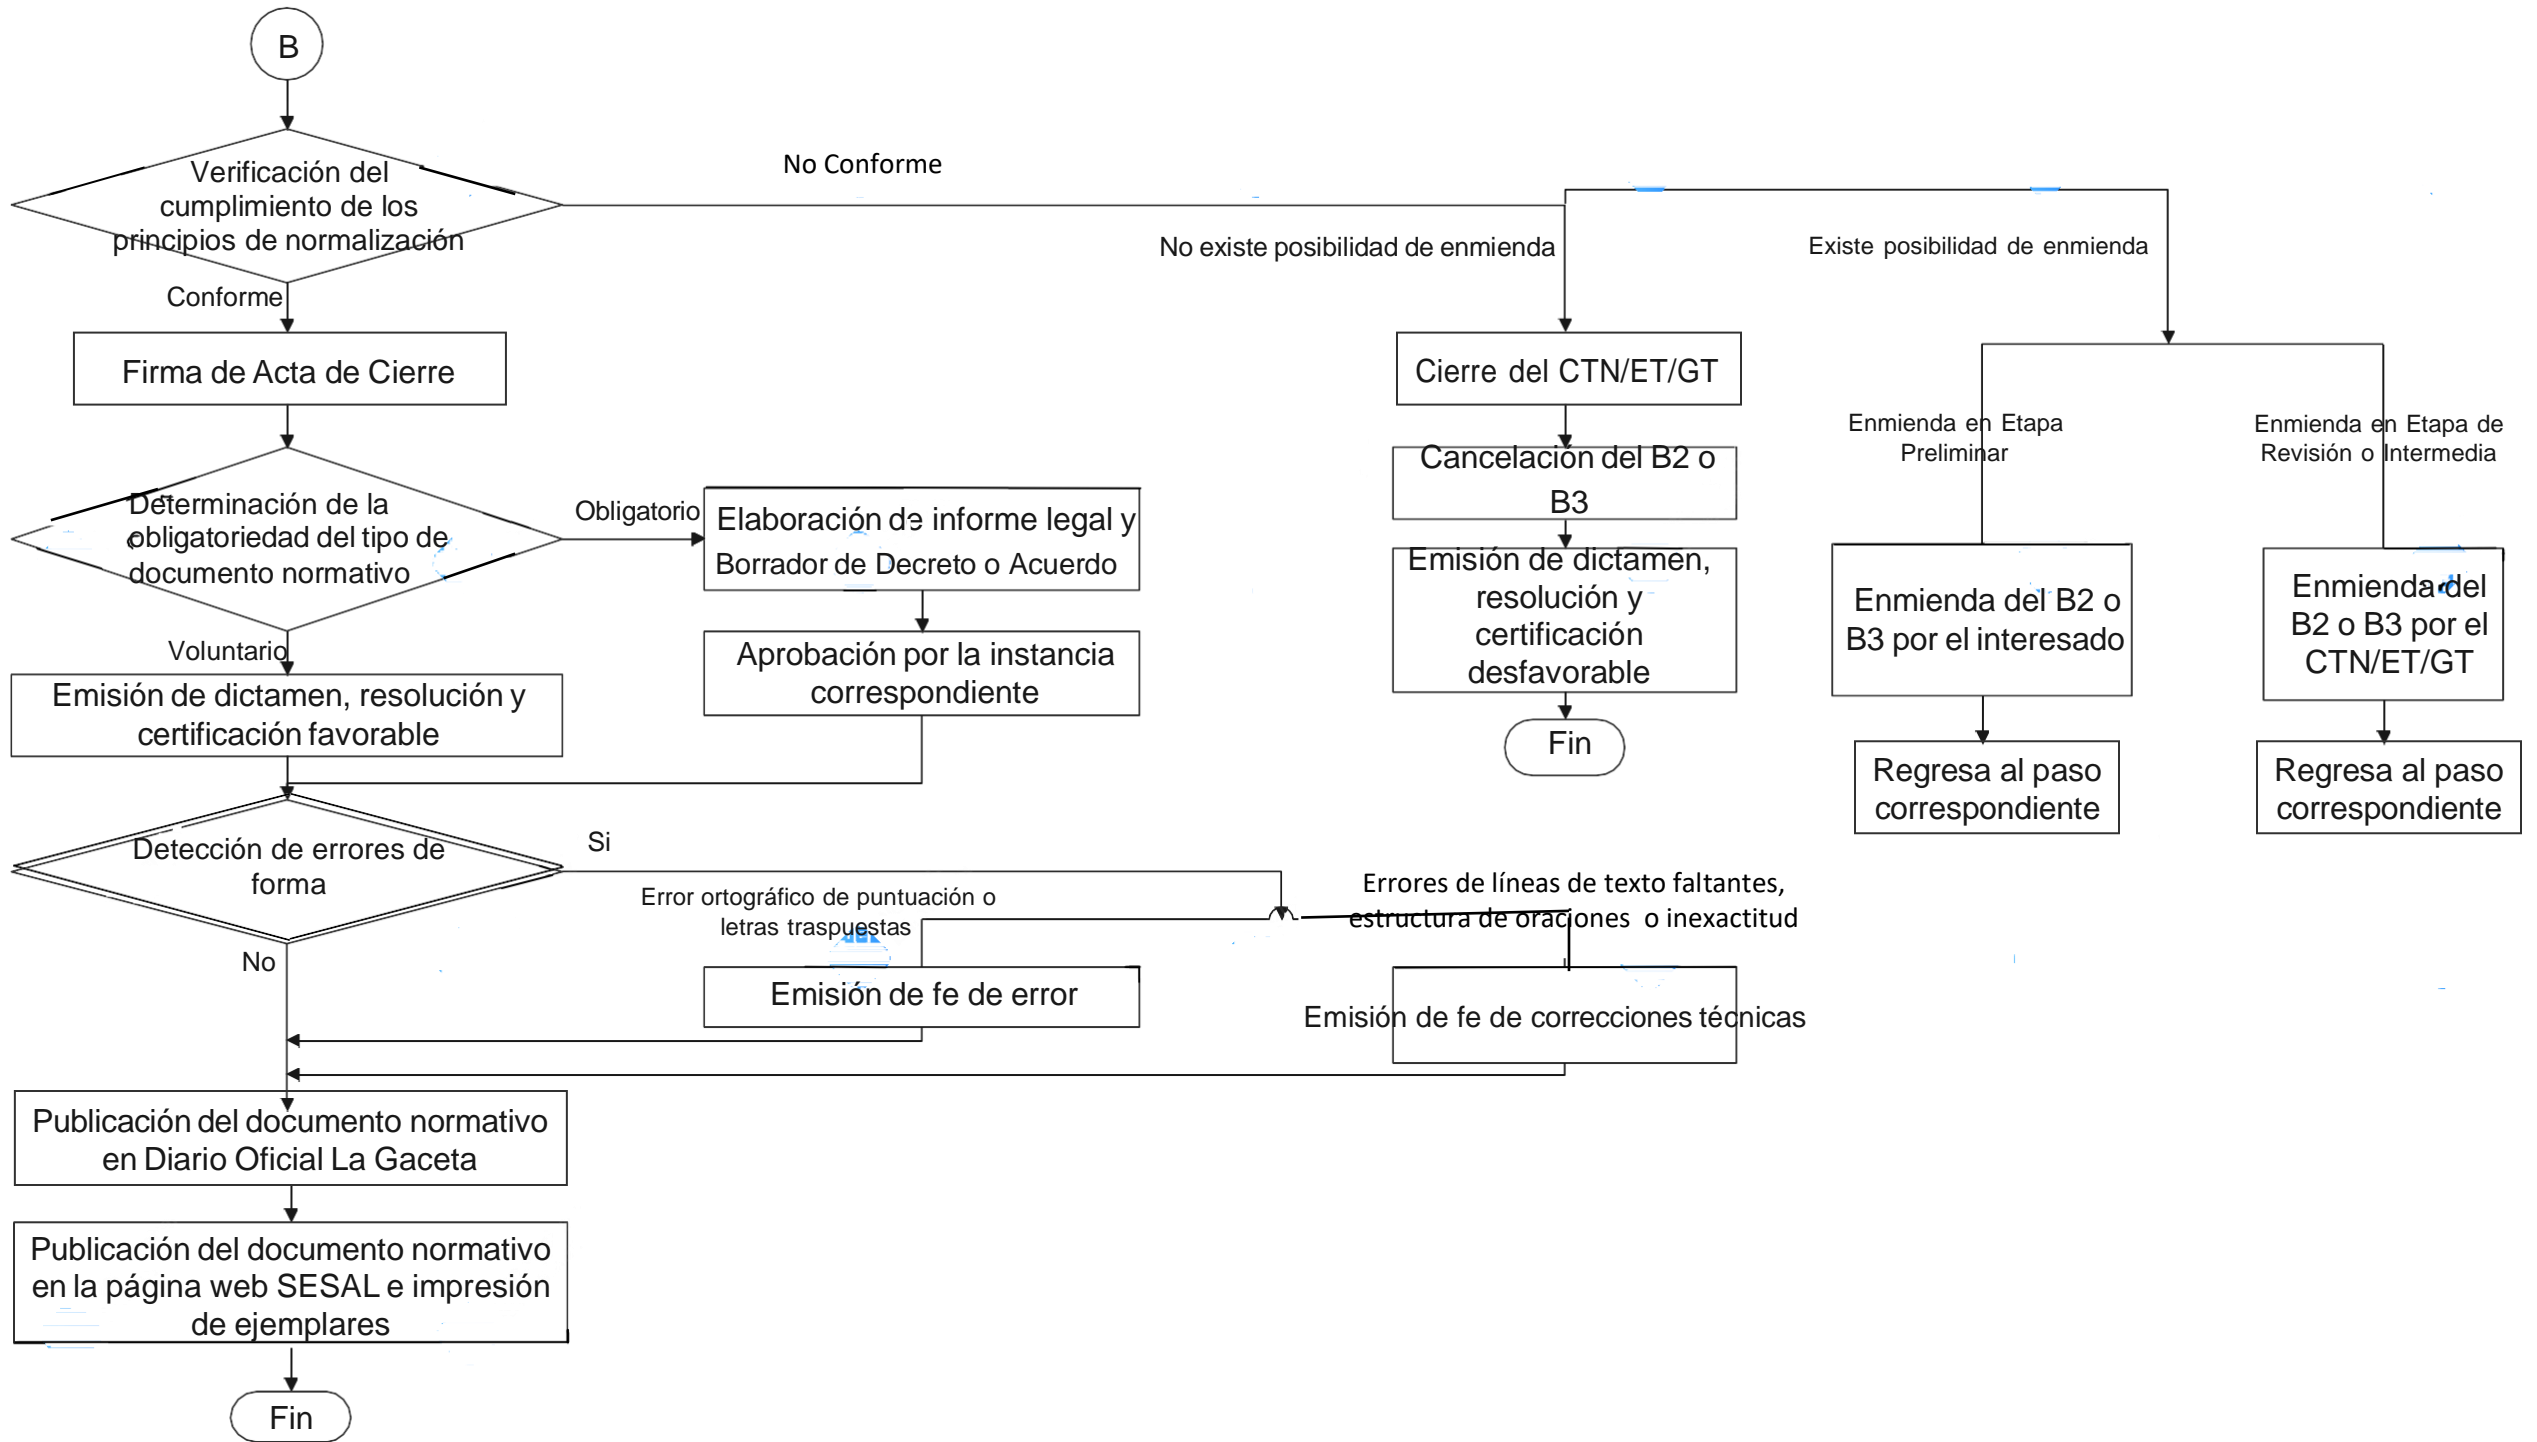 B
Verificación del
cumplimiento de los
principios de normalización
No Conforme
No existe posibilidad de enmienda
Existe posibilidad de enmienda
Conforme
Firma de Acta de Cierre
Cierre del CTN/ET/GT
Enmienda en Etapa
Preliminar
Enmienda en Etapa de
Revisión o Intermedia
Cancelación del B2 o
B3
Determinación de la
obligatoriedad del tipo de
documento normativo
Obligatorio
Elaboración de informe legal y
Borrador de Decreto o Acuerdo
Emisión de dictamen,
resolución y
certificación
desfavorable
Enmienda del B2 o
B3 por el interesado
Enmienda del
B2 o B3 por el
CTN/ET/GT
Voluntario
Aprobación por la instancia
correspondiente
Emisión de dictamen, resolución y
certificación favorable
Fin
Regresa al paso
correspondiente
Regresa al paso
correspondiente
Detección de errores de
forma
Si
Error ortográfico de puntuación o
letras traspuestas
Errores de líneas de texto faltantes,
estructura de oraciones o inexactitud
No
Emisión de fe de error
Emisión de fe de correcciones técnicas
Publicación del documento normativo
en Diario Oficial La Gaceta
Publicación del documento normativo
en la página web SESAL e impresión
de ejemplares
Fin